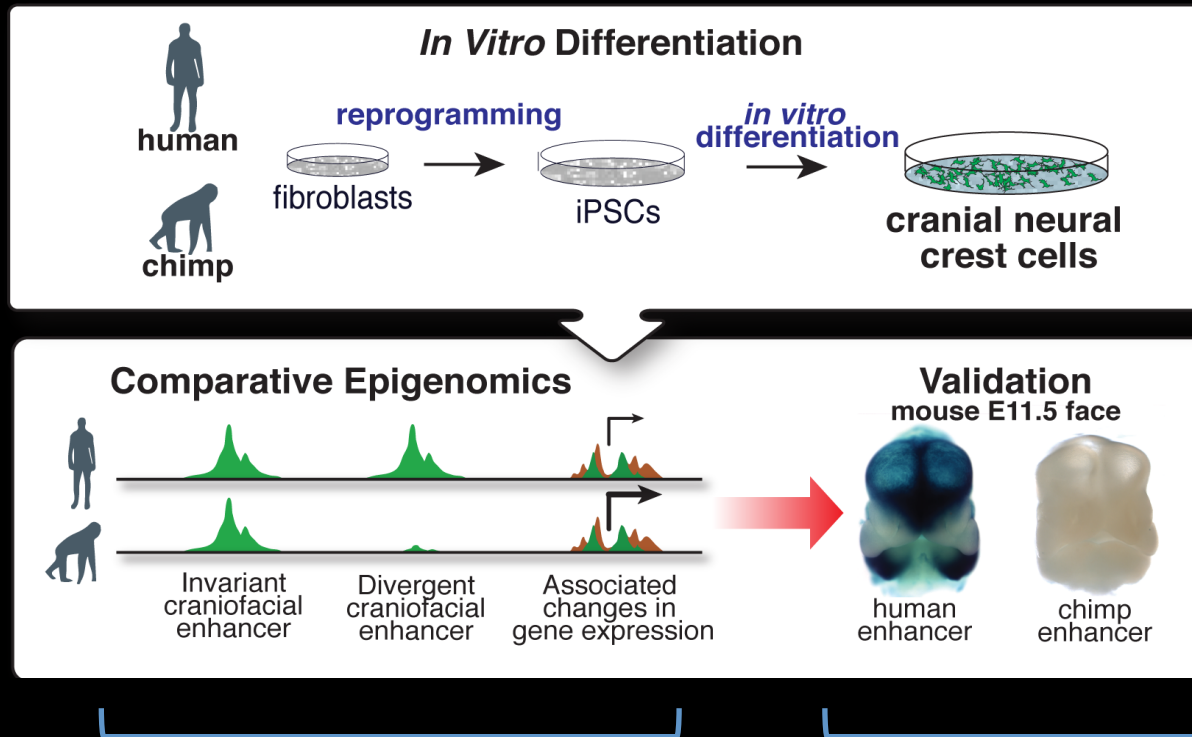 In Vitro Differentiation
human
reprogramming
in vitro
differentiation
fibroblasts
iPSCs
cranial neural
crest cells
chimp
Comparative Epigenomics
Validation
mouse E11.5 face
Invariant
craniofacial
enhancer
Divergent
craniofacial
enhancer
Associated
changes in
gene expression
human
enhancer
chimp
enhancer